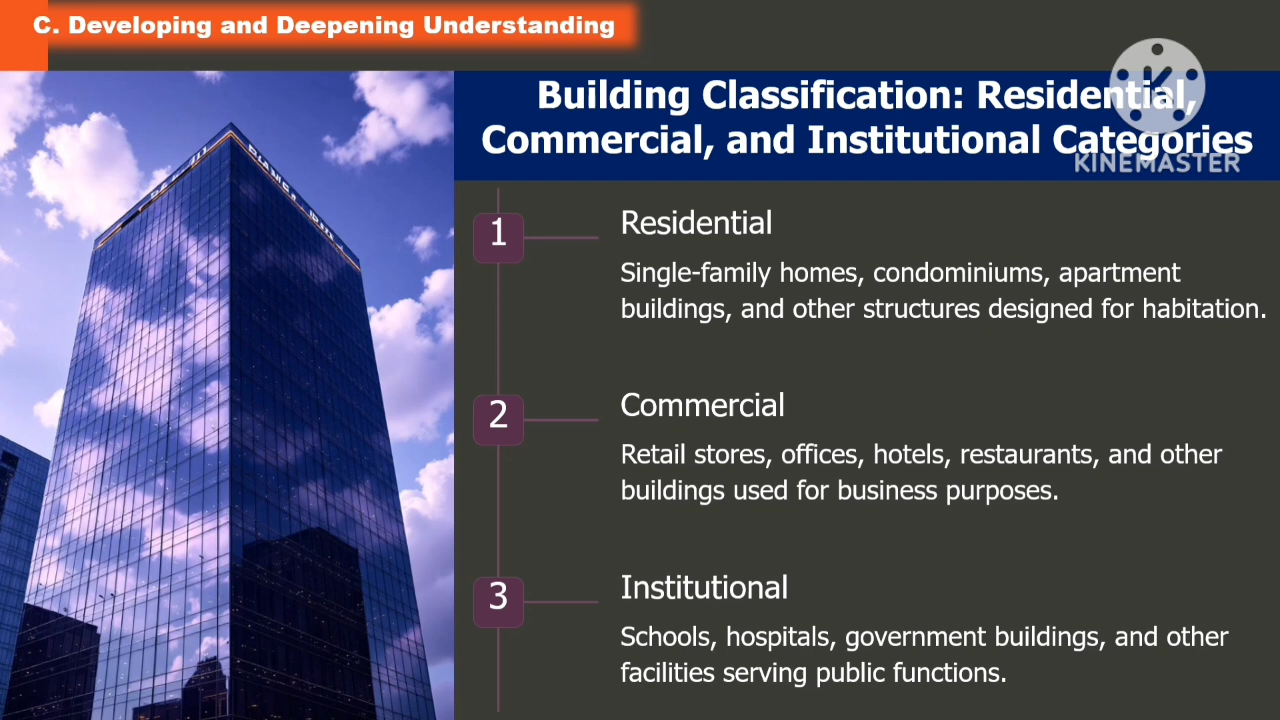 C. Developing and Deepening Understanding
Building Classification: Residential,
Commercial, and Institutional Categories
KINEMASTER
1
Residential
Single-family homes, condominiums, apartment
buildings, and other structures designed for habitation.
2
Commercial
Retail stores, offices, hotels, restaurants, and other
buildings used for business purposes.
3
Institutional
Schools, hospitals, government buildings, and other
facilities serving public functions.